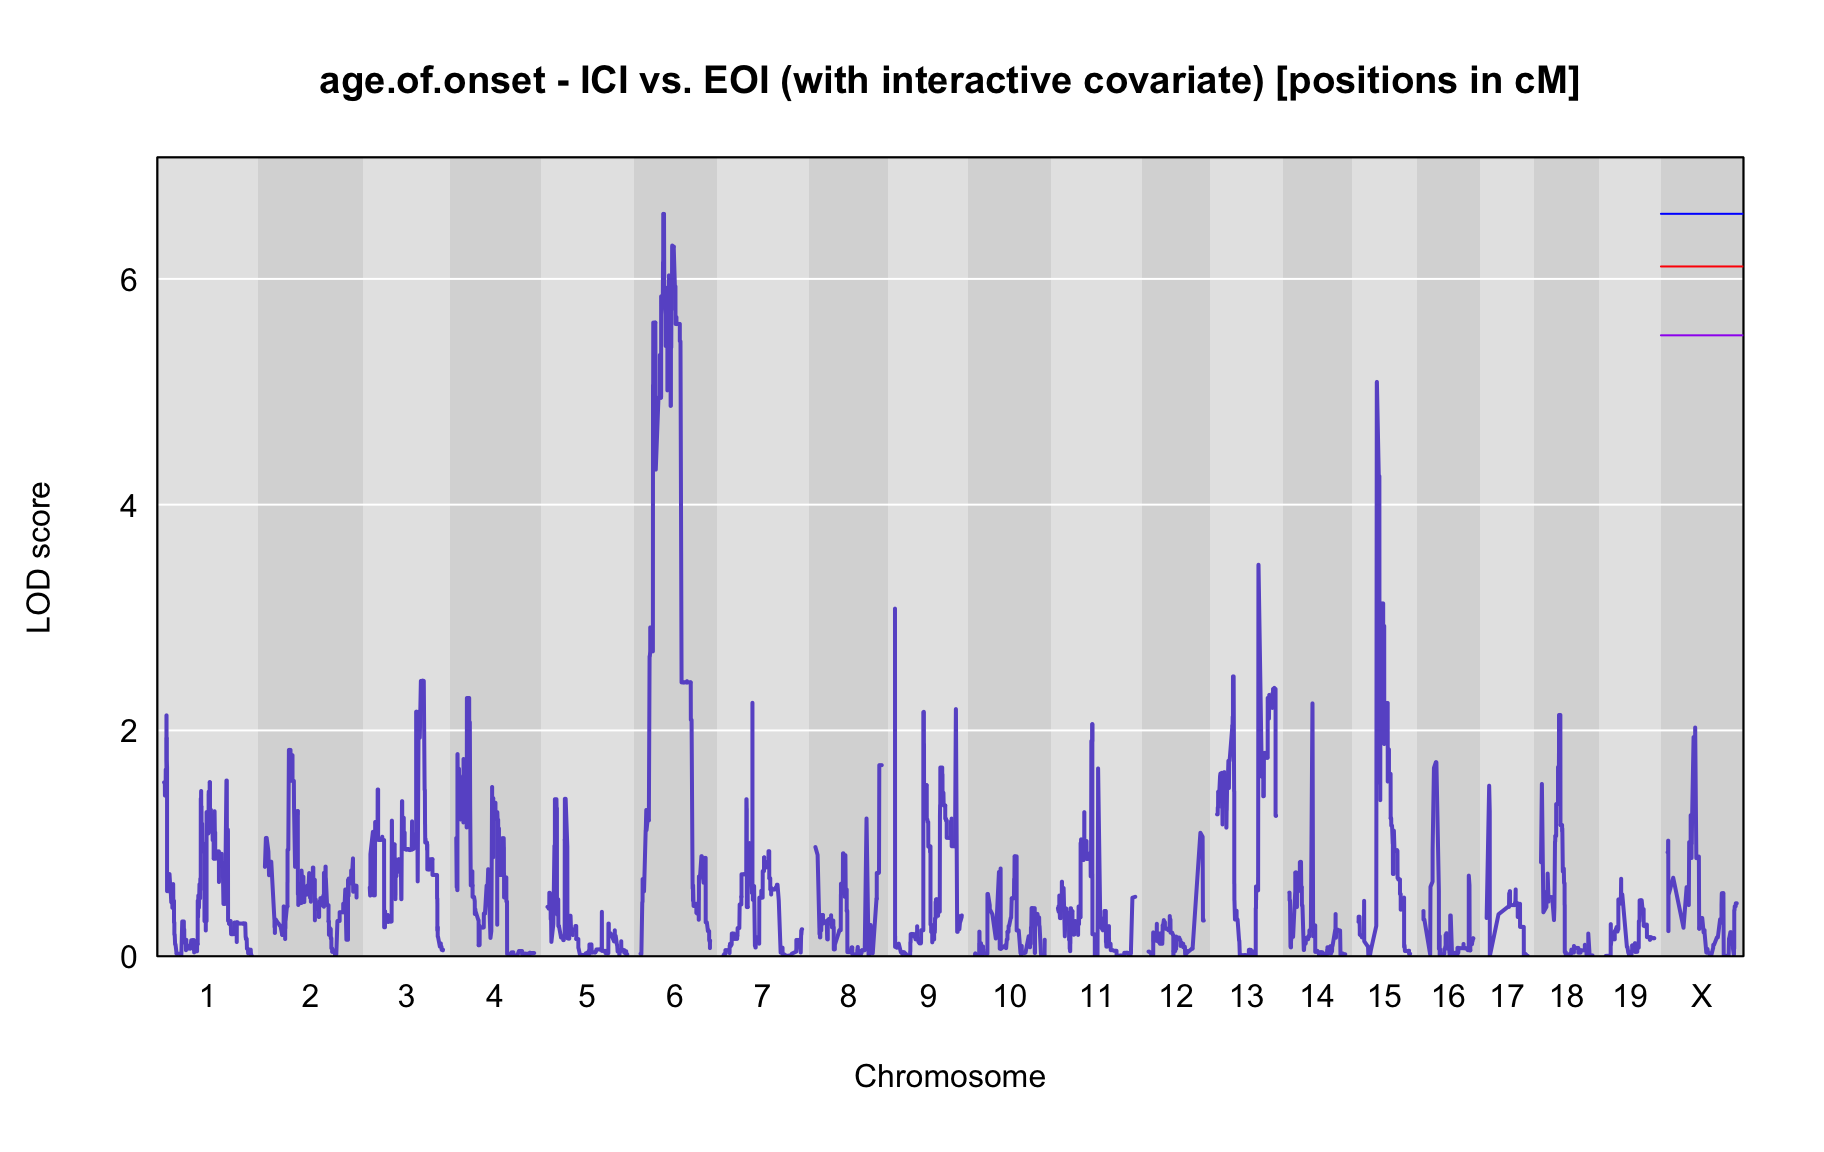 age.of.onset - ICI vs. EOI (with interactive covariate) [positions in cM]
6
4
2
0
LOD score
1 2 3 4 5 6 7 8 9 10 11 12 13 14 15 16 17 18 19 X
Chromosome